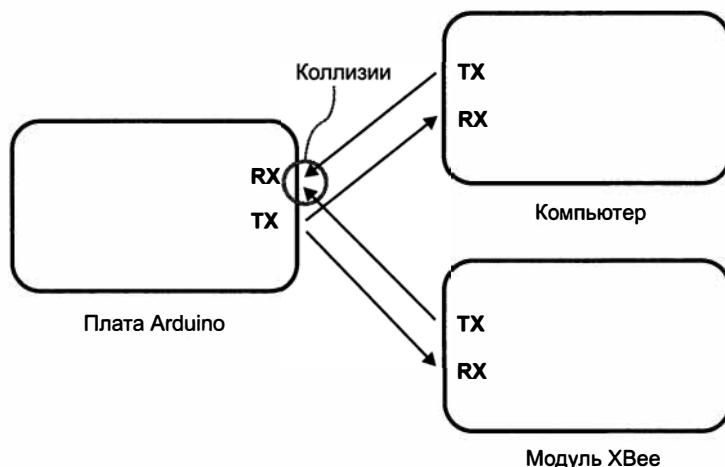 Коллизии
TX
RX
RX
TX
Компьютер
Плата Arduino
TX
RX
Модуль XBee